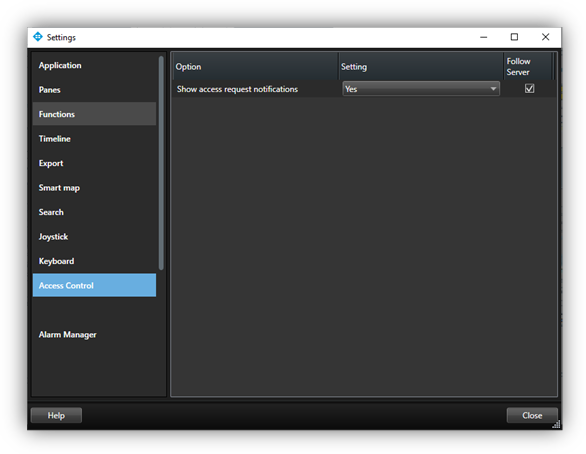 Settings
Application
Panes
Functions
Timeline
Export
Smart map
Search
Joystick
Keyboard
Access Control
Alarm Manager
Option Setting Follow Server
Show access request notifications Yes
Help Close